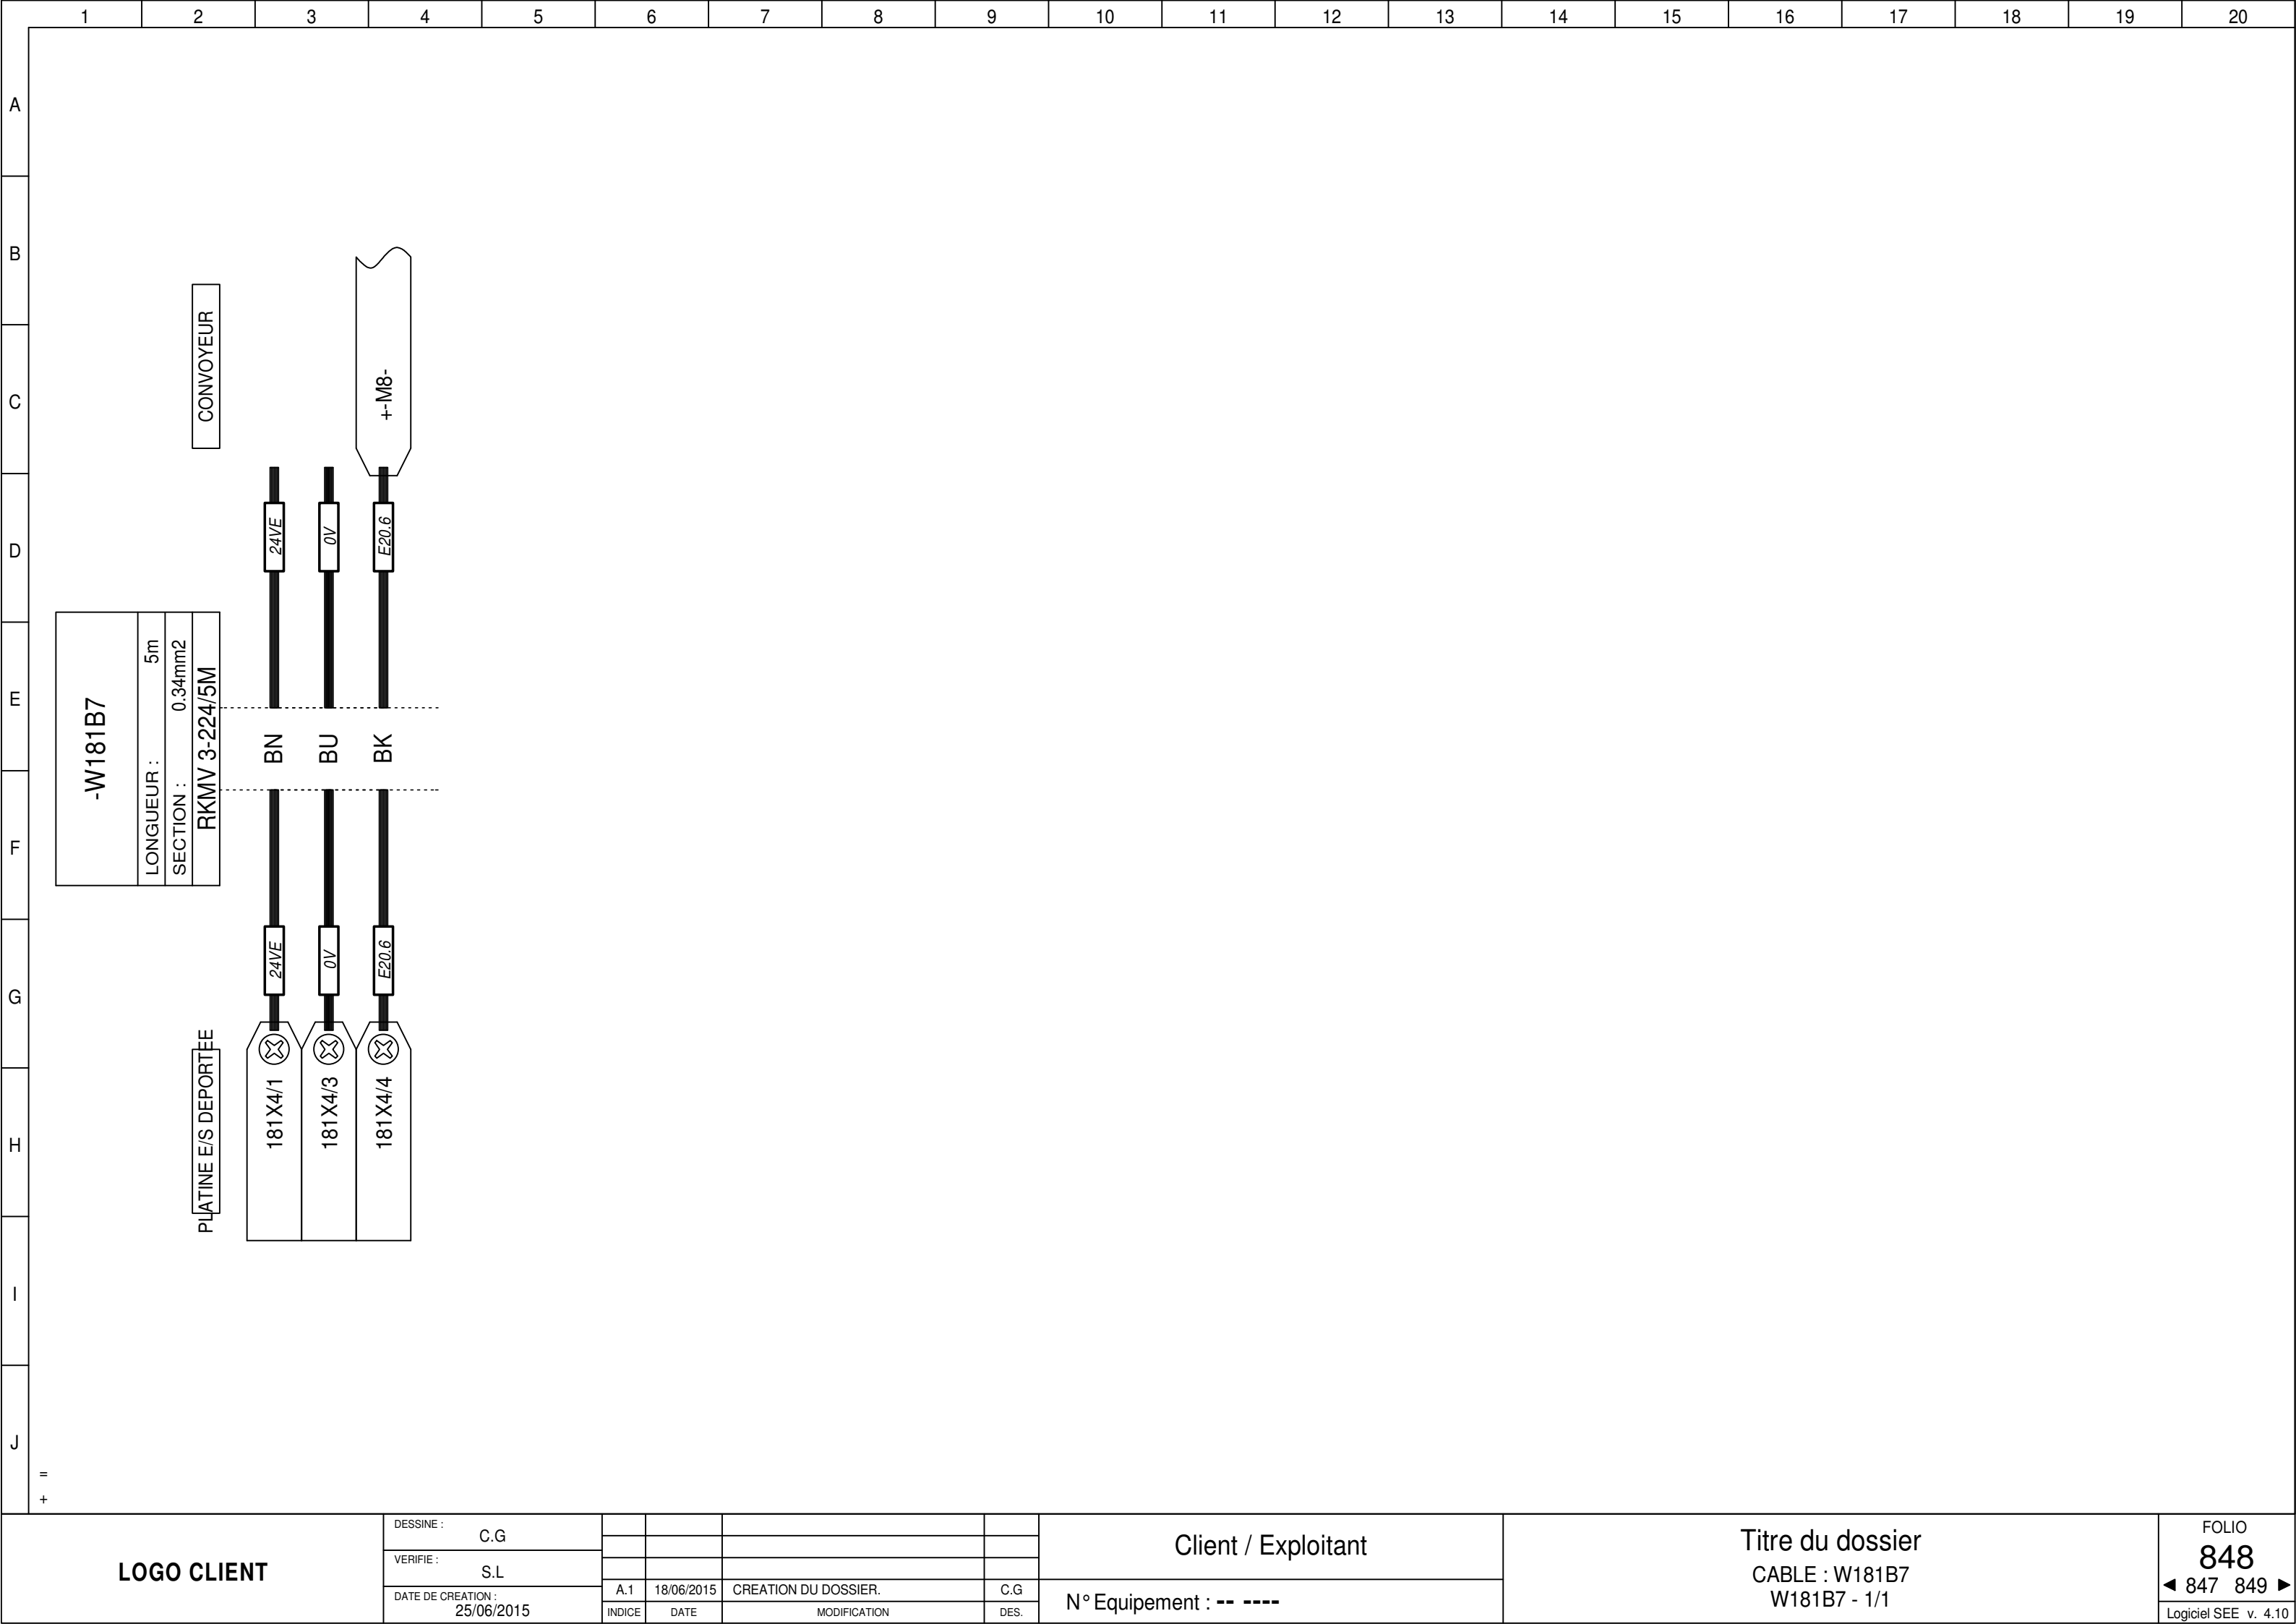 1 2 3 4 5 6 7 8 9 10 11 12 13 14 15 16 17 18 19 20
A
B
C
D
E
F
G
H
I
J
CONVOYEUR
+-M8-
24VE
0V
E20.6
-W181B7
LONGUEUR : 5m
SECTION : 0.34mm2
RKMV 3-224/5M
BN
BU
BK
24VE
0V
E20.6
PLATINE E/S DEPORTEE
181X4/1
181X4/3
181X4/4
=
+
LOGO CLIENT
DESSINE :
C.G
VERIFIE :
S.L
DATE DE CREATION :
25/06/2015
A.1 18/06/2015 CREATION DU DOSSIER. C.G
INDICE DATE MODIFICATION DES.
Client / Exploitant
N° Equipement : -- ----
Titre du dossier
CABLE : W181B7
W181B7 - 1/1
FOLIO
848
◄ 847 849 ►
Logiciel SEE v. 4.10